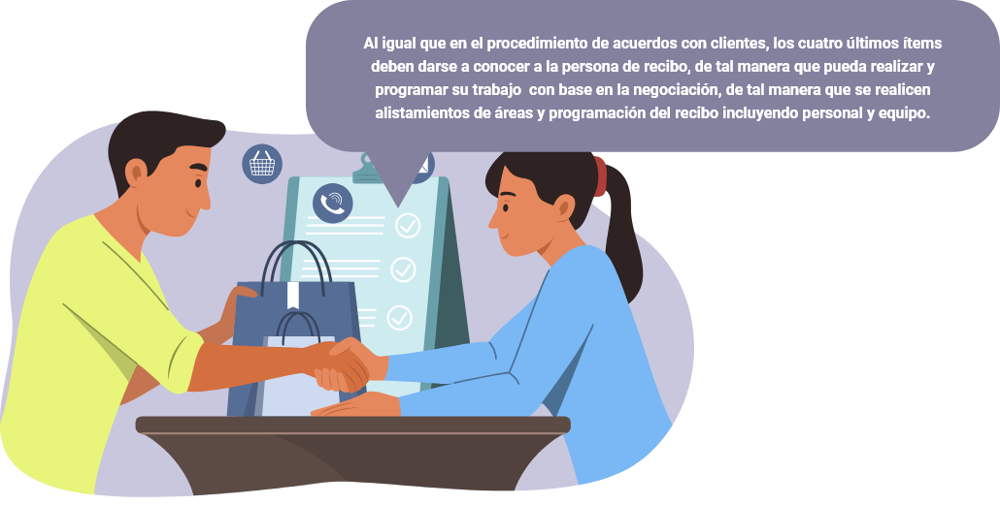 Al igual que en el procedimiento de acuerdos con clientes, los cuatro últimos ítems
deben darse a conocer a la persona de recibo, de tal manera que pueda realizar y
programar su trabajo  con base en la negociación, de tal manera que se realicen
alistamientos de áreas y programación del recibo incluyendo personal y equipo.